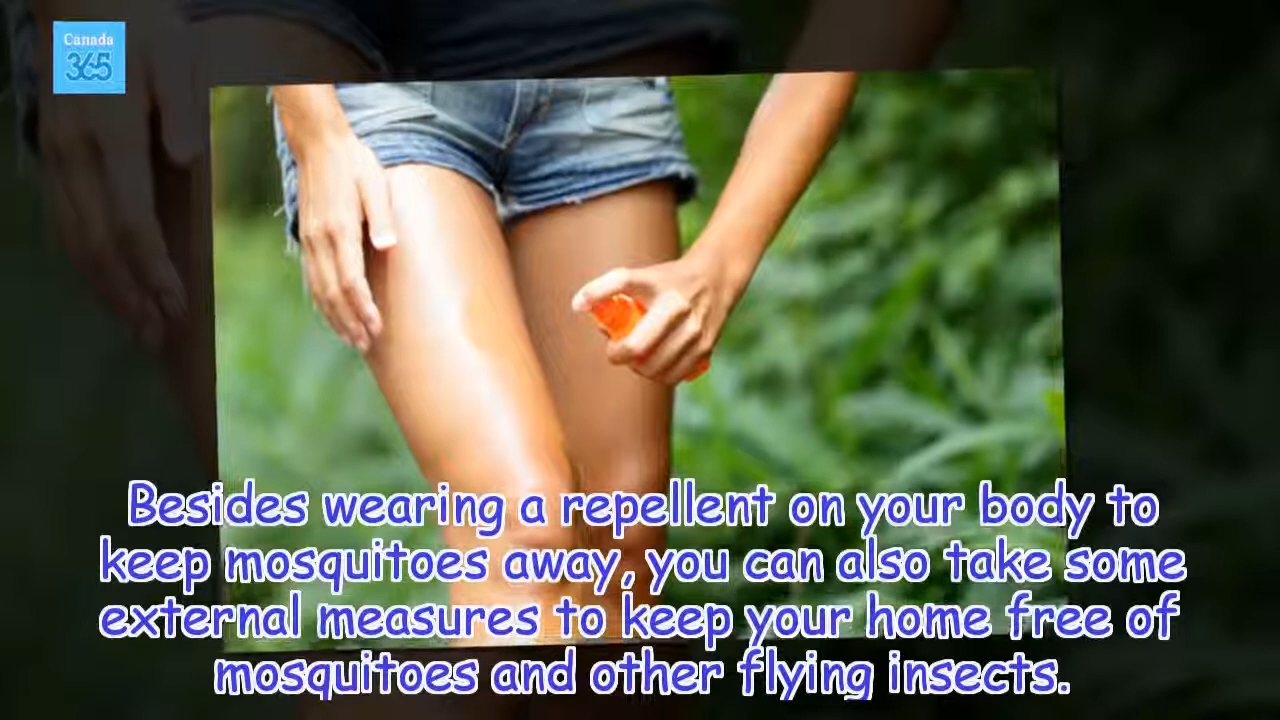 Canada
365
Besides wearing a repellent on your body to
keep mosquitoes away, you can also take some
external measures to keep your home free of
mosquitoes and other flying insects.